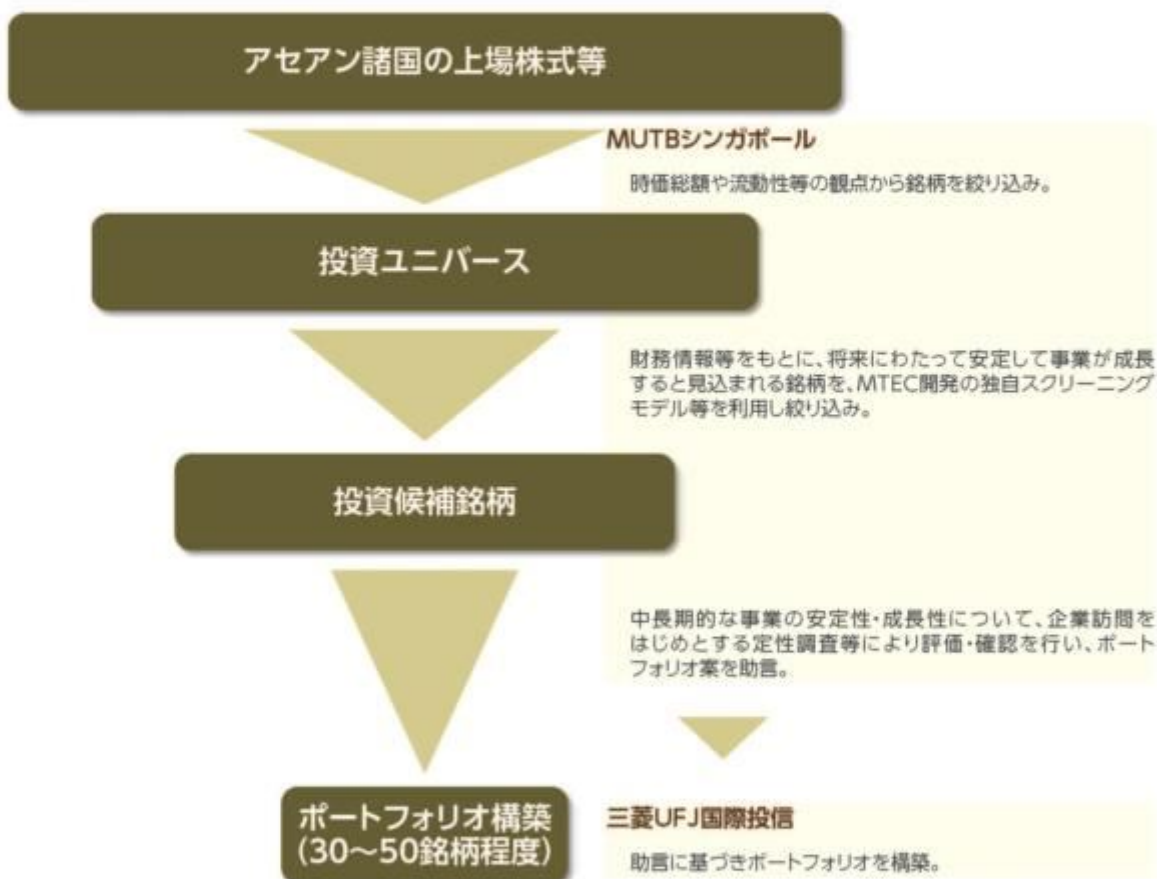 アセアン諸国の上場株式等
MUTBシンガポール
時価総額や流動性等の観点から銘柄を絞り込み。
投資ユニバース
財務情報等をもとに、将来にわたって安定して事業が成長
すると見込まれる銘柄を、MTEC開発の独自スクリーニング
モデル等を利用し絞り込み。
投資候補銘柄
中長期的な事業の安定性・成長性について、企業訪問を
はじめとする定性調査等により評価・確認を行い、ポート
フォリオ案を助言。
ポートフォリオ構築
(30～50銘柄程度)
三菱UFJ国際投信
助言に基づきポートフォリオを構築。